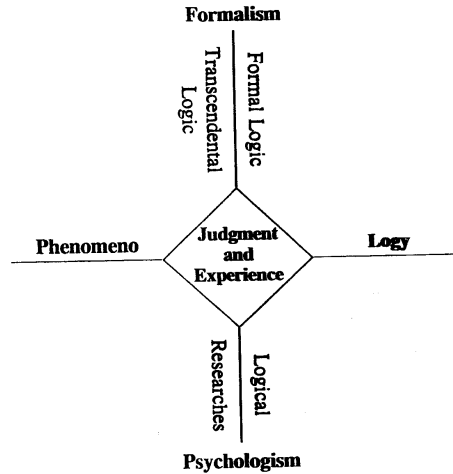 Formalism
Transcendental
Logic
Formal Logic
Phenomeno
Judgment
and
Experience
Logy
Researches
Logical
Psychologism